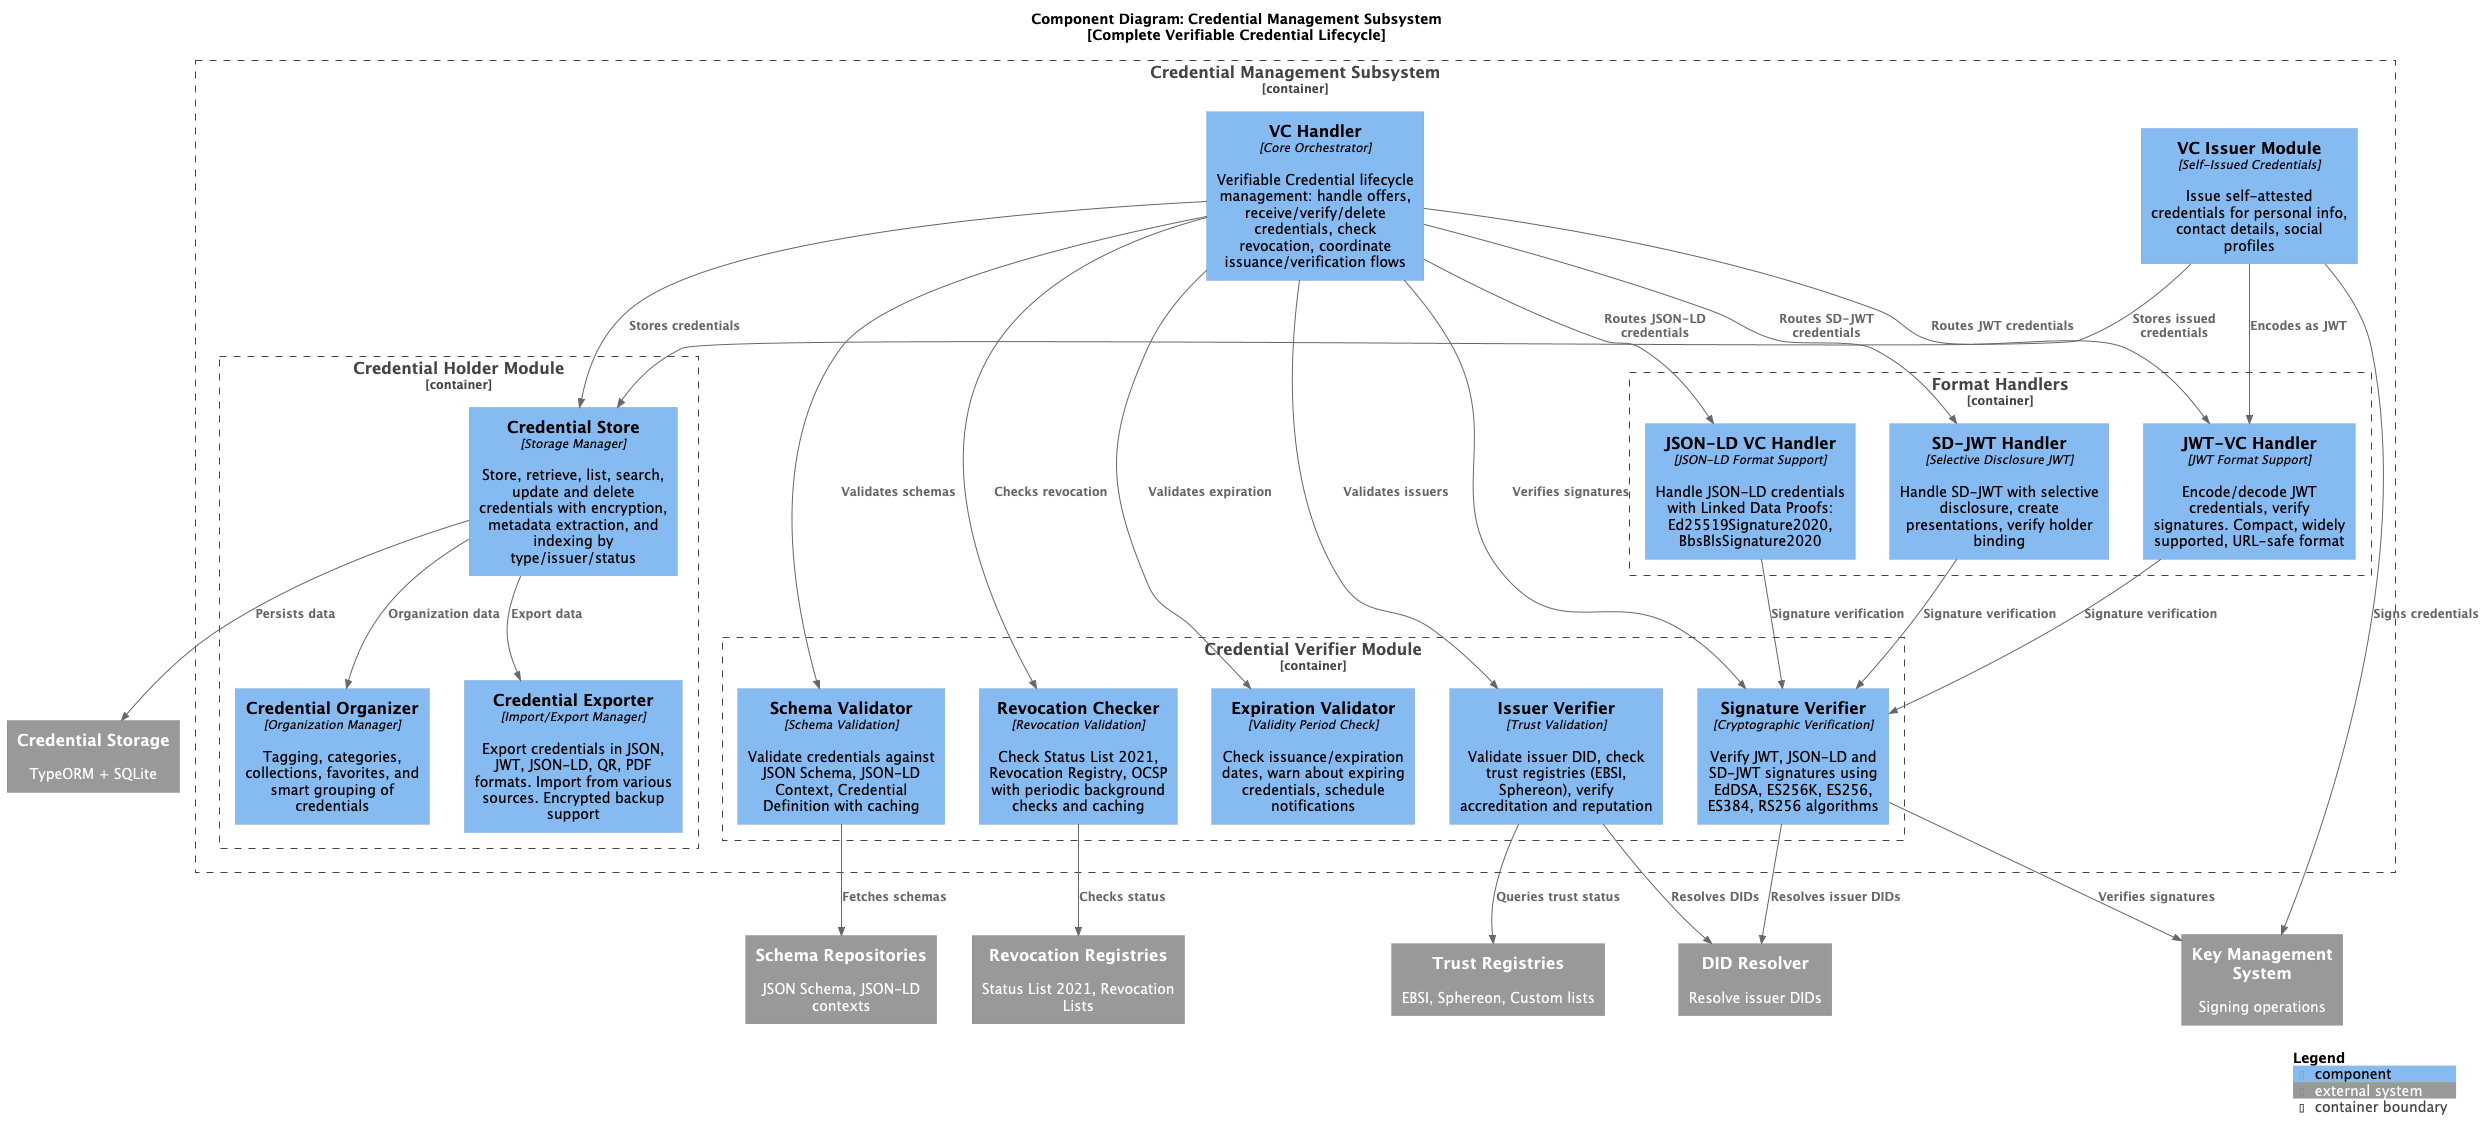 Component Diagram: Credential Management Subsystem
[Complete Verifiable Credential Lifecycle]
Credential Management Subsystem
[container]
VC Handler
[Core Orchestrator]
Verifiable Credential lifecycle
management: handle offers,
receive/verify/delete
credentials, check
revocation, coordinate
issuance/verification flows
VC Issuer Module
[Self-Issued Credentials]
Issue self-attested
credentials for personal info,
contact details, social
profiles
Stores credentials
Routes JSON-LD
credentials
Routes SD-JWT
credentials
Routes JWT credentials
Stores issued
credentials
Encodes as JWT
Credential Holder Module
[container]
Credential Store
[Storage Manager]
Store, retrieve, list, search,
update and delete
credentials with encryption,
metadata extraction, and
indexing by
type/issuer/status
Validates schemas
Checks revocation
Validates expiration
Validates issuers
Verifies signatures
Format Handlers
[container]
JSON-LD VC Handler
[JSON-LD Format Support]
Handle JSON-LD credentials
with Linked Data Proofs:
Ed25519Signature2020,
BbsBlsSignature2020
SD-JWT Handler
[Selective Disclosure JWT]
Handle SD-JWT with selective
disclosure, create
presentations, verify holder
binding
JWT-VC Handler
[JWT Format Support]
Encode/decode JWT
credentials, verify
signatures. Compact, widely
supported, URL-safe format
Persists data
Organization data
Export data
Signature verification
Signature verification
Signature verification
Signs credentials
Credential Storage
TypeORM + SQLite
Credential Organizer
[Organization Manager]
Tagging, categories,
collections, favorites, and
smart grouping of
credentials
Credential Exporter
[Import/Export Manager]
Export credentials in JSON,
JWT, JSON-LD, QR, PDF
formats. Import from various
sources. Encrypted backup
support
Credential Verifier Module
[container]
Schema Validator
[Schema Validation]
Validate credentials against
JSON Schema, JSON-LD
Context, Credential
Definition with caching
Revocation Checker
[Revocation Validation]
Check Status List 2021,
Revocation Registry, OCSP
with periodic background
checks and caching
Expiration Validator
[Validity Period Check]
Check issuance/expiration
dates, warn about expiring
credentials, schedule
notifications
Issuer Verifier
[Trust Validation]
Validate issuer DID, check
trust registries (EBSI,
Sphereon), verify
accreditation and reputation
Signature Verifier
[Cryptographic Verification]
Verify JWT, JSON-LD and
SD-JWT signatures using
EdDSA, ES256K, ES256,
ES384, RS256 algorithms
Fetches schemas
Checks status
Queries trust status
Resolves DIDs
Resolves issuer DIDs
Verifies signatures
Schema Repositories
JSON Schema, JSON-LD
contexts
Revocation Registries
Status List 2021, Revocation
Lists
Trust Registries
EBSI, Sphereon, Custom lists
DID Resolver
Resolve issuer DIDs
Key Management
System
Signing operations
Legend
component
external system
container boundary